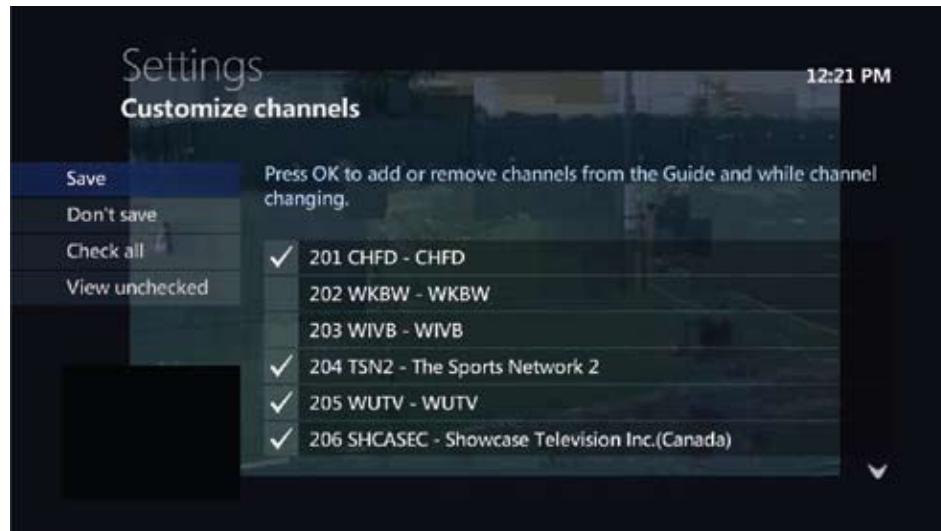 Settings
12:21 PM
Customize channels
Save
Don't save
Check all
View unchecked
Press OK to add or remove channels from the Guide and while channel
changing.
201 CHFD - CHFD
202 WKBW - WKBW
203 WIVB - WIVB
204 TSN2 - The Sports Network 2
205 WUTV - WUTV
206 SHCASEC - Showcase Television Inc.(Canada)